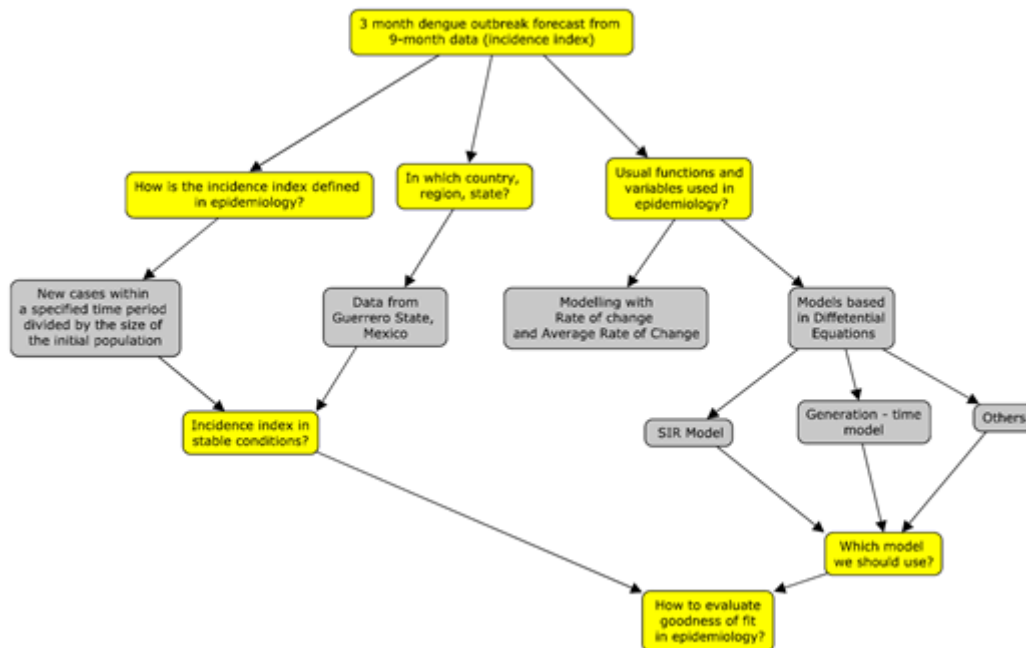 3 month dengue outbreak forecast from
9-month data (incidence index)
How is the incidence index defined
in epidemiology?
In which country,
region, state?
Usual functions and
variables used in
epidemiology?
New cases within
a specified time period
divided by the size of
the initial population
Data from
Guerrero State,
Mexico
Modelling with
Rate of change
and Average Rate of Change
Models based
in Diffetential
Equations
Incidence index in
stable conditions?
SIR Model
Generation - time
model
Others
Which model
we should use?
How to evaluate
goodness of fit
in epidemiology?